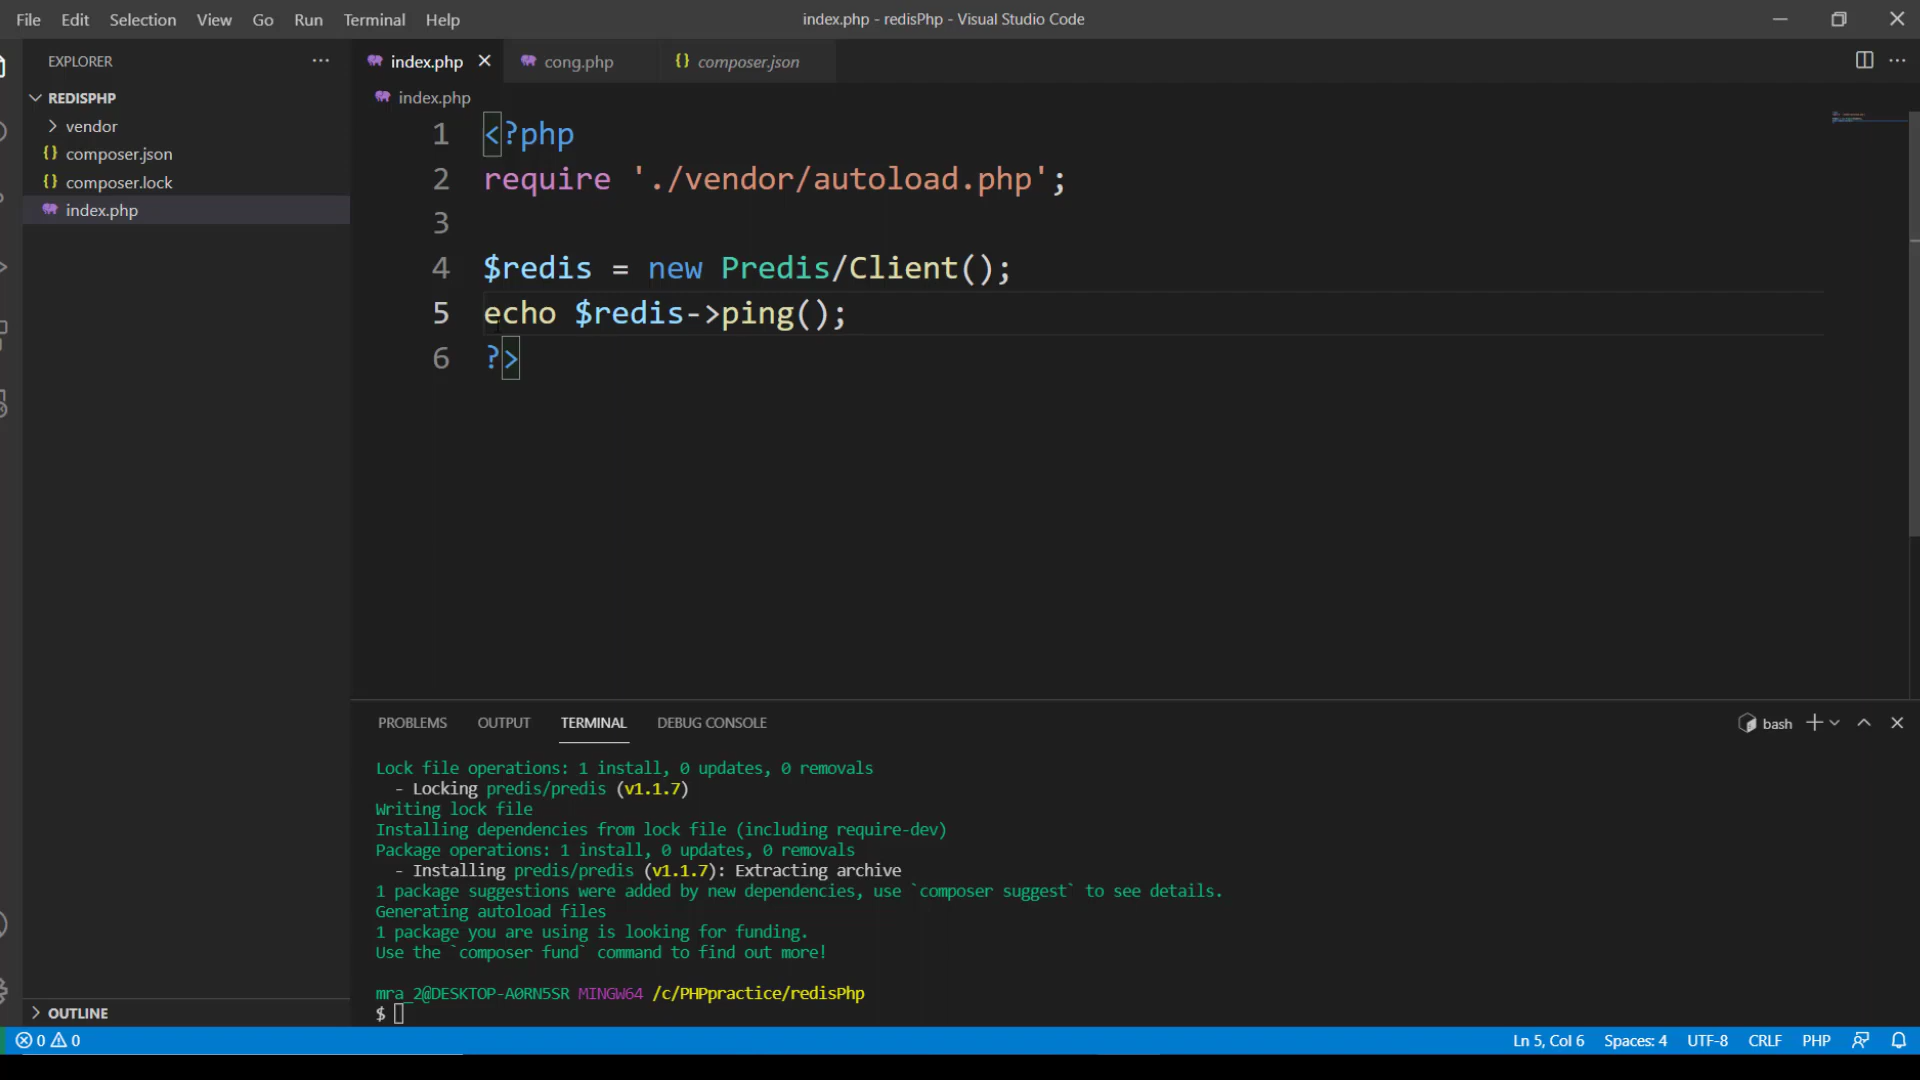 File Edit Selection View Go Run Terminal Help
index.php - redisPhp - Visual Studio Code
EXPLORER
REDISPHP
vendor
composer.json
composer.lock
index.php
OUTLINE
index.php cong.php composer.json
index.php
1 <?php
2 require './vendor/autoload.php';
3
4 $redis = new Predis/Client();
5 echo $redis->ping();
6 ?>
PROBLEMS OUTPUT TERMINAL DEBUG CONSOLE
bash
Lock file operations: 1 install, 0 updates, 0 removals
- Locking predis/predis (v1.1.7)
Writing lock file
Installing dependencies from lock file (including require-dev)
Package operations: 1 install, 0 updates, 0 removals
- Installing predis/predis (v1.1.7): Extracting archive
1 package suggestions were added by new dependencies, use `composer suggest` to see details.
Generating autoload files
1 package you are using is looking for funding.
Use the `composer fund` command to find out more!
mra_2@DESKTOP-A0RN5SR MINGW64 /c/PHPpractice/redisPhp
$
0 0
Ln 5, Col 6 Spaces: 4 UTF-8 CRLF PHP